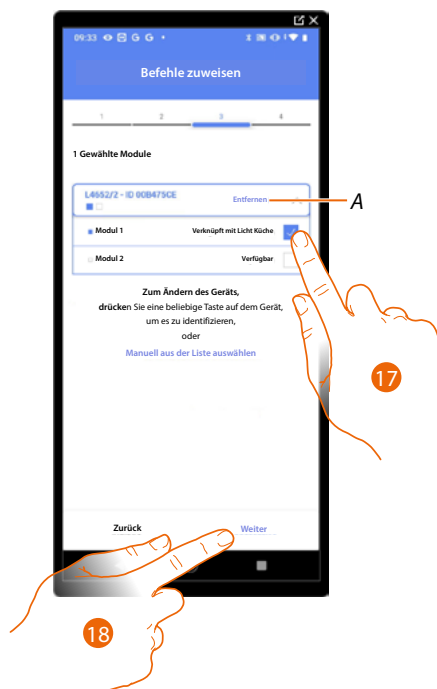 09:33 G G
Befehle zuweisen
1 2 3 4
1 Gewählte Module
L4652/2 - ID 00B475CE Entfernen A
Modul 1 Verknüpft mit Licht Küche
Modul 2 Verfügbar
Zum Ändern des Geräts,
drücken Sie eine beliebige Taste auf dem Gerät,
um es zu identifizieren,
oder
Manuell aus der Liste auswählen
17
Zurück Weiter
18